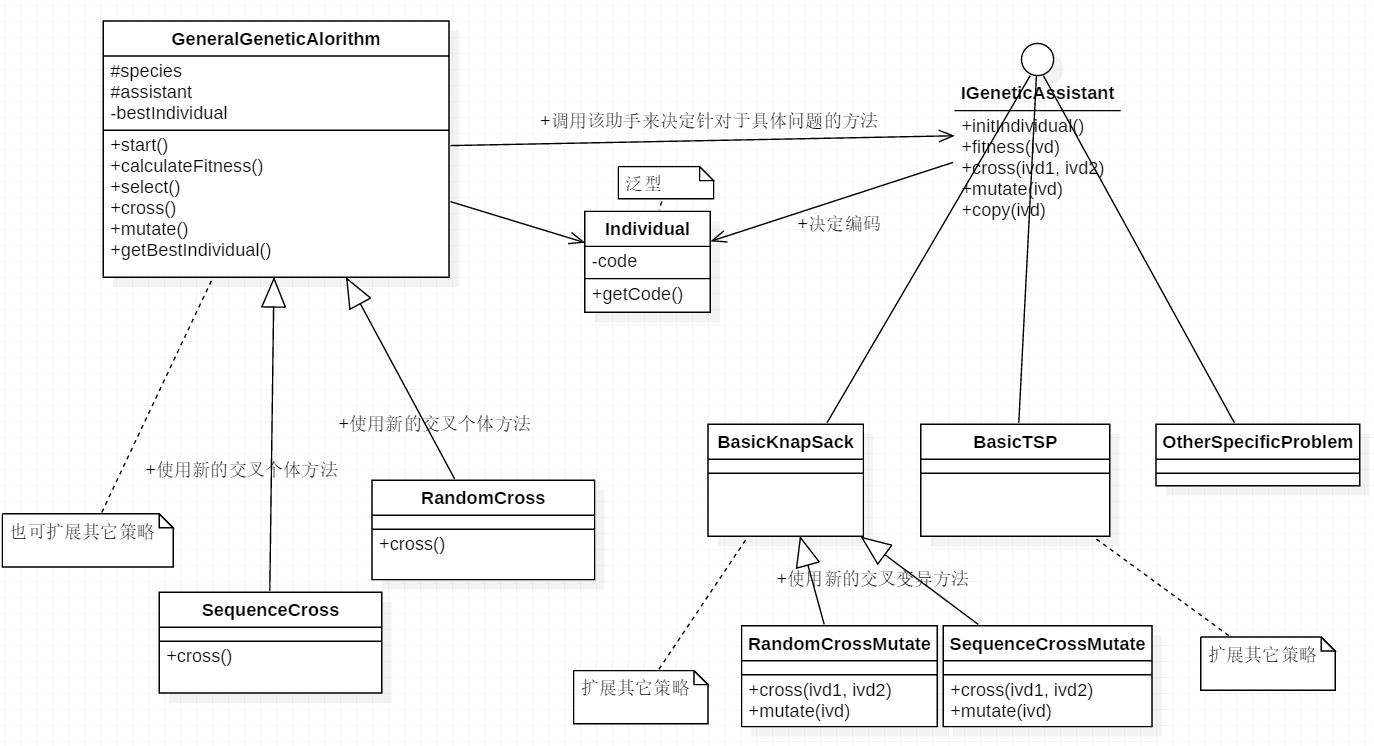 GeneralGeneticAlorithm
#species
#assistant
-bestIndividual
+start()
+calculateFitness()
+select()
+cross()
+mutate()
+getBestIndividual()
+调用该助手来决定针对于具体问题的方法
IGeneticAssistant
+initIndividual()
+fitness(ivd)
+cross(ivd1, ivd2)
+mutate(ivd)
+copy(ivd)
泛型
Individual
-code
+getCode()
+决定编码
+使用新的交叉个体方法
+使用新的交叉个体方法
也可扩展其它策略
RandomCross
+cross()
SequenceCross
+cross()
BasicKnapSack
BasicTSP
OtherSpecificProblem
+使用新的交叉变异方法
扩展其它策略
RandomCrossMutate
+cross(ivd1, ivd2)
+mutate(ivd)
SequenceCrossMutate
+cross(ivd1, ivd2)
+mutate(ivd)
扩展其它策略